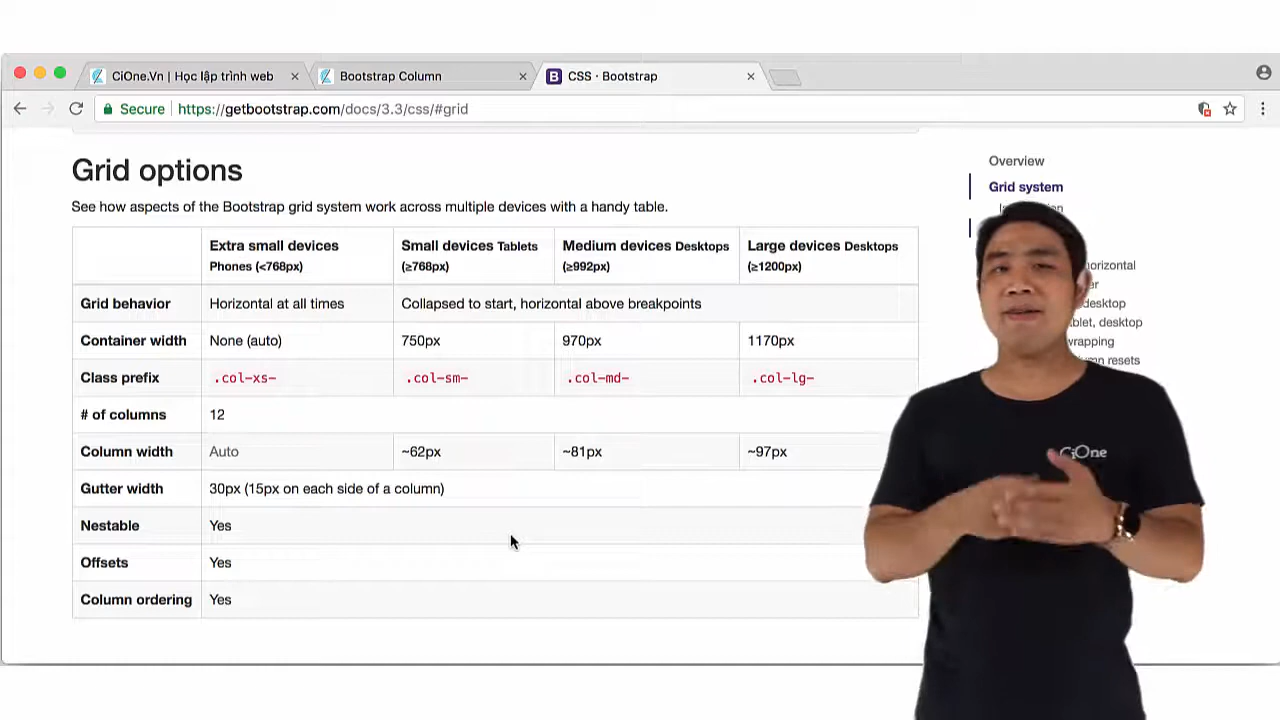 CiOne.Vn | Học lập trình web
Bootstrap Column
CSS · Bootstrap
Secure
https://getbootstrap.com/docs/3.3/css/#grid
Grid options
See how aspects of the Bootstrap grid system work across multiple devices with a handy table.
Extra small devices Phones (<768px)
Small devices Tablets (≥768px)
Medium devices Desktops (≥992px)
Large devices Desktops (≥1200px)
Grid behavior Horizontal at all times Collapsed to start, horizontal above breakpoints
Container width None (auto) 750px 970px 1170px
Class prefix .col-xs- .col-sm- .col-md- .col-lg-
# of columns 12
Column width Auto ~62px ~81px ~97px
Gutter width 30px (15px on each side of a column)
Nestable Yes
Offsets Yes
Column ordering Yes
Overview
Grid system
desktop
desktop
wrapping
resets
CiOne